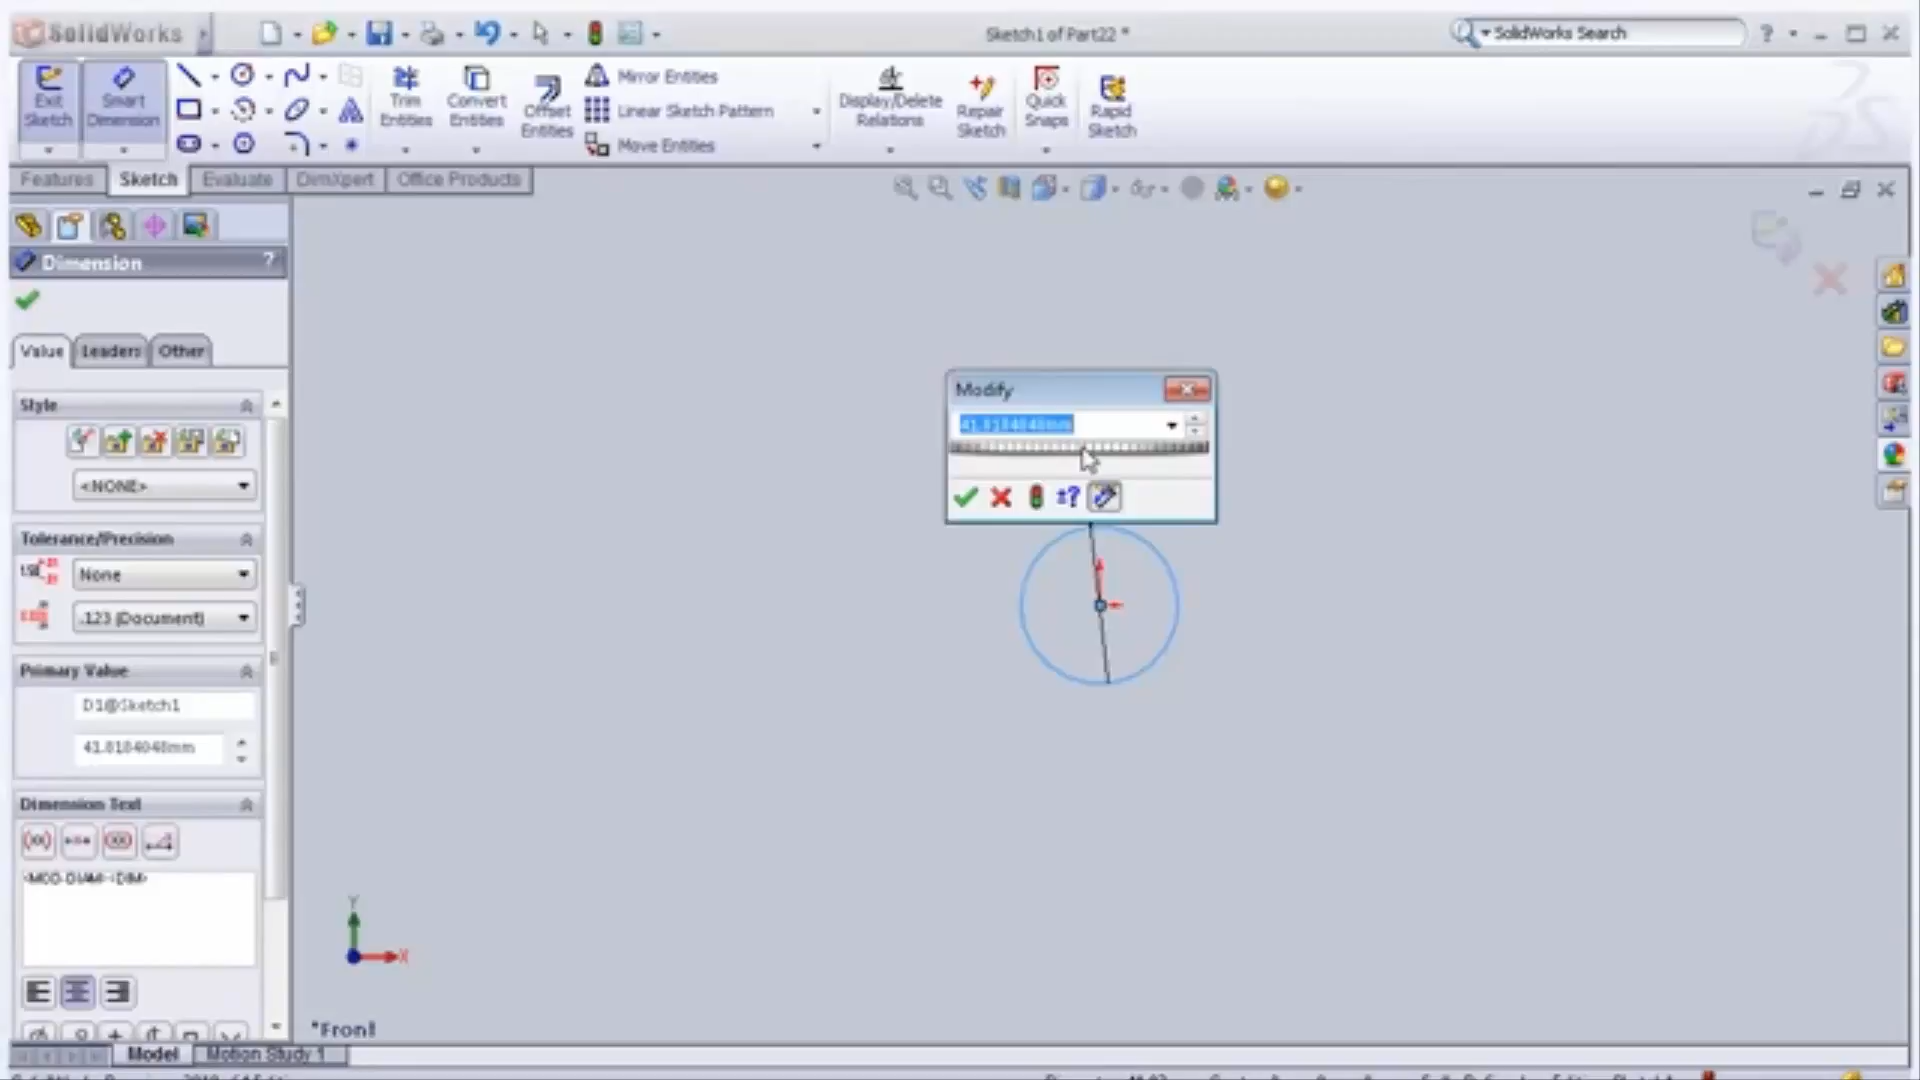 SolidWorks
Sketch1 of Part22 *
SolidWorks Search
?
Exit Sketch
Smart Dimension
Trim Entities
Convert Entities
Offset Entities
Mirror Entities
Linear Sketch Pattern
Move Entities
Display/Delete Relations
Repair Sketch
Quick Snaps
Rapid Sketch
Features
Sketch
Evaluate
DimXpert
Office Products
Dimension
?
Value
Leaders
Other
Style
<NONE>
Tolerance/Precision
None
.123 (Document)
Primary Value
D1@Sketch1
41.8184048mm
Dimension Text
<MOD-DIAM><DIM>
Modify
41.8184048mm
±?
Y
X
*Front
Model
Motion Study 1